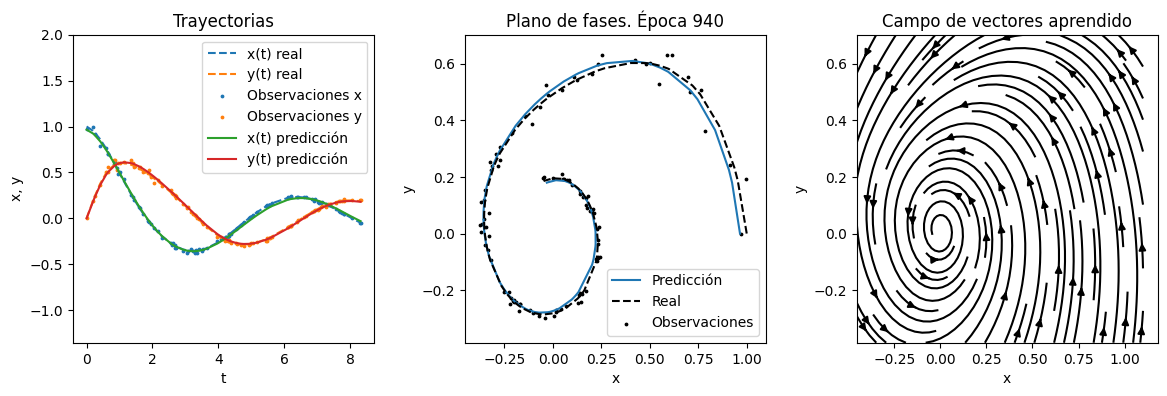 Trayectorias
x(t) real
y(t) real
Observaciones x
Observaciones y
x(t) predicción
y(t) predicción
2.0
1.5
1.0
0.5
0.0
−0.5
−1.0
x, y
0
2
4
6
8
t
Plano de fases. Época 940
0.6
0.4
0.2
0.0
−0.2
y
Predicción
Real
Observaciones
−0.25
0.00
0.25
0.50
0.75
1.00
x
Campo de vectores aprendido
0.6
0.4
0.2
0.0
−0.2
y
−0.25
0.00
0.25
0.50
0.75
1.00
x